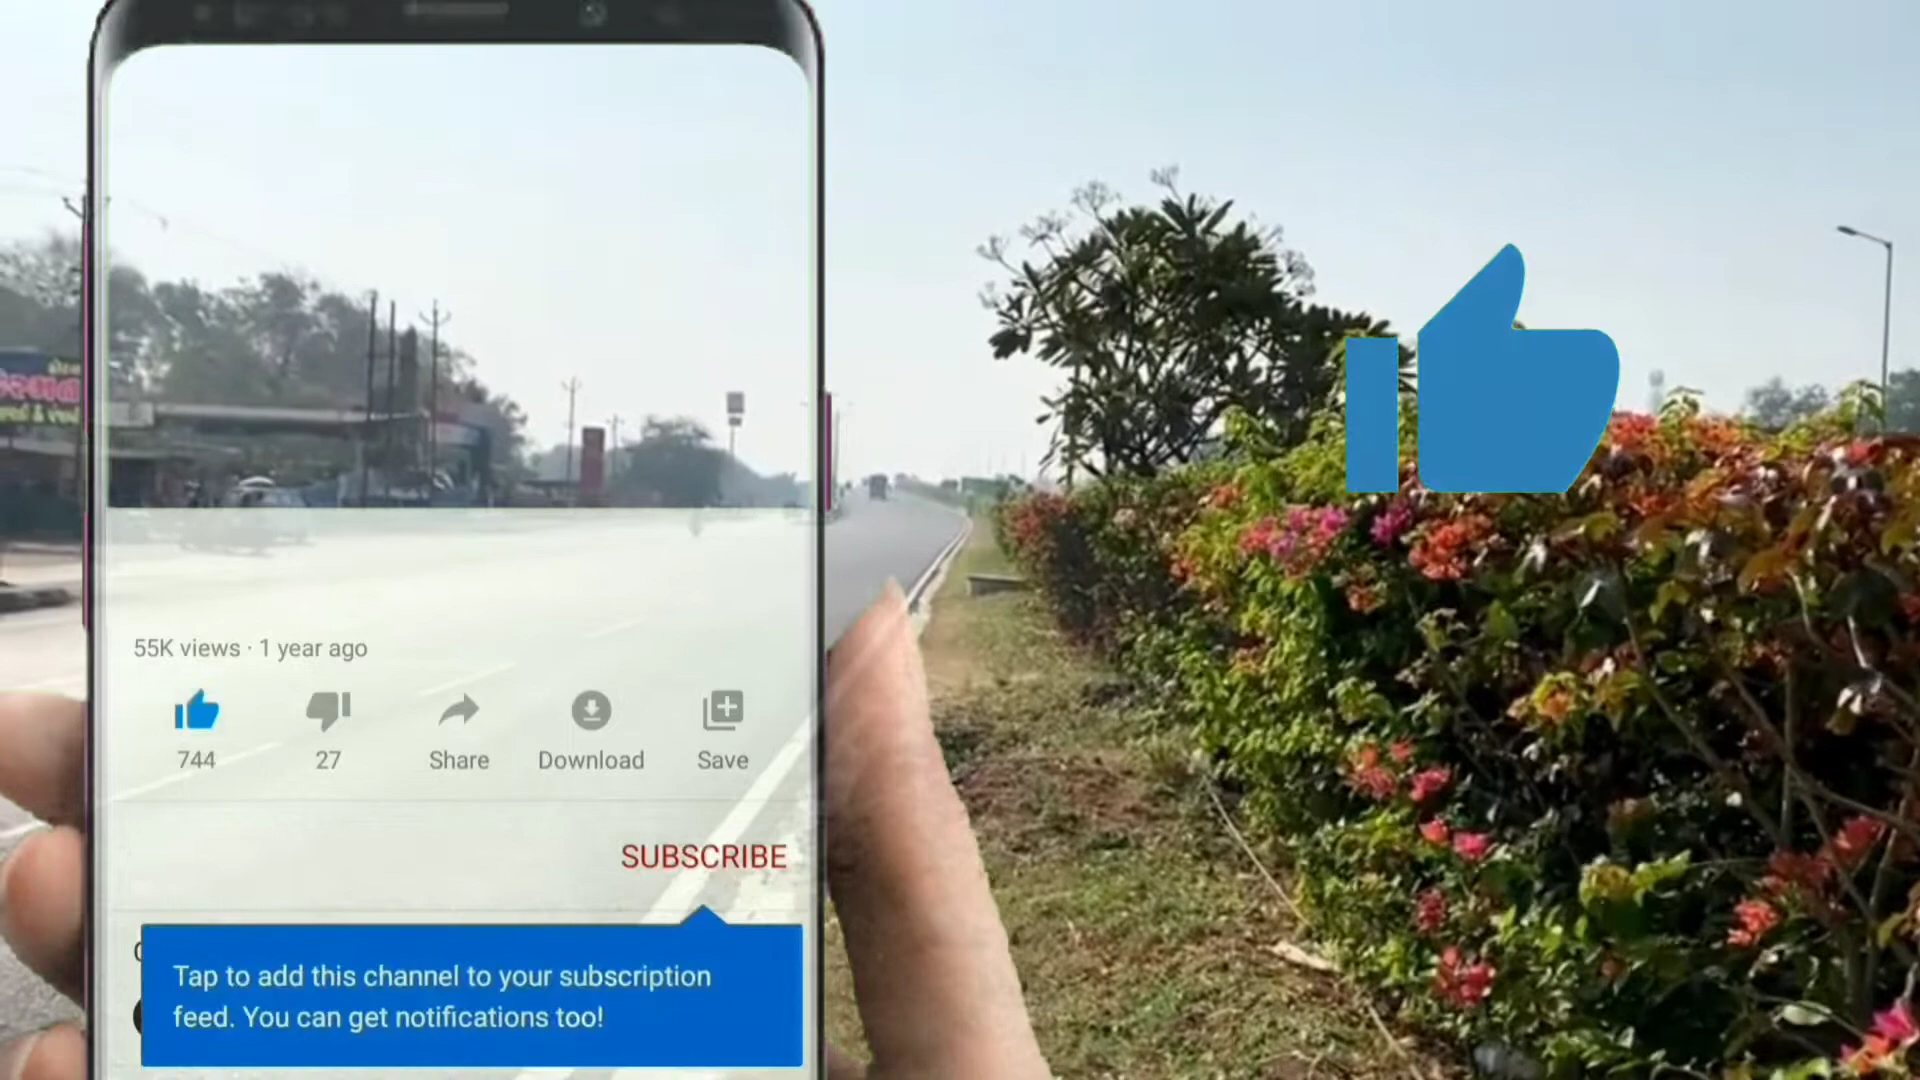 55K views · 1 year ago
744
27
Share
Download
Save
SUBSCRIBE
Tap to add this channel to your subscription
feed. You can get notifications too!